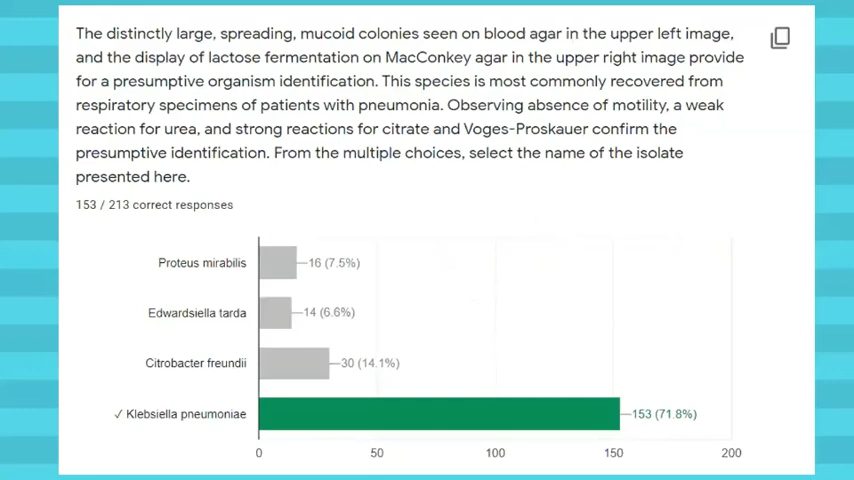 The distinctly large, spreading, mucoid colonies seen on blood agar in the upper left image,
and the display of lactose fermentation on MacConkey agar in the upper right image provide
for a presumptive organism identification. This species is most commonly recovered from
respiratory specimens of patients with pneumonia. Observing absence of motility, a weak
reaction for urea, and strong reactions for citrate and Voges-Proskauer confirm the
presumptive identification. From the multiple choices, select the name of the isolate
presented here.
153 / 213 correct responses
Proteus mirabilis 16 (7.5%)
Edwardsiella tarda 14 (6.6%)
Citrobacter freundii 30 (14.1%)
✓ Klebsiella pneumoniae 153 (71.8%)
0 50 100 150 200